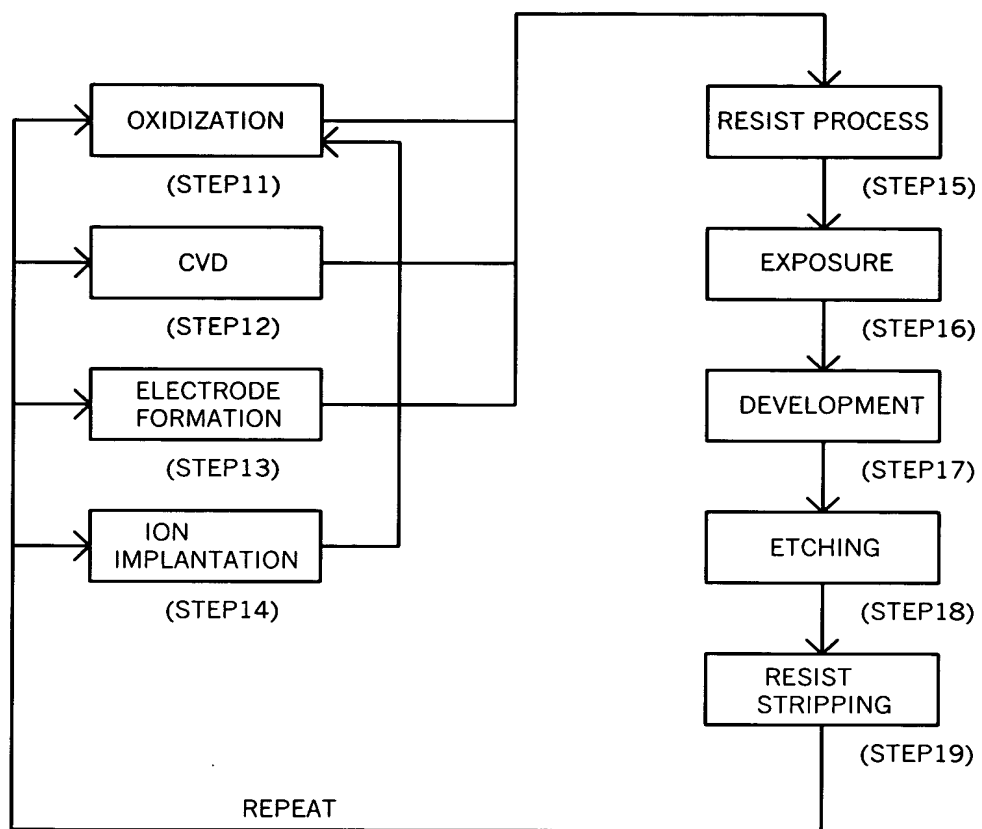 OXIDIZATION
(STEP11)
CVD
(STEP12)
ELECTRODE
FORMATION
(STEP13)
ION
IMPLANTATION
(STEP14)
RESIST PROCESS
(STEP15)
EXPOSURE
(STEP16)
DEVELOPMENT
(STEP17)
ETCHING
(STEP18)
RESIST
STRIPPING
(STEP19)
REPEAT